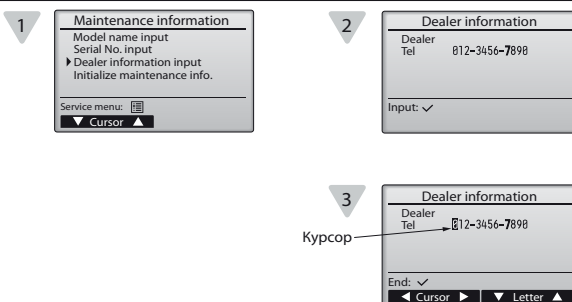 1
Maintenance information
Model name input
Serial No. input
Dealer information input
Initialize maintenance info.
Service menu:
▼ Cursor ▲
2
Dealer information
Dealer
Tel 012-3456-7890
Input: ✓
3
Dealer information
Dealer
Tel 012-3456-7890
Курсор
End: ✓
◀ Cursor ▶ ▼ Letter ▲